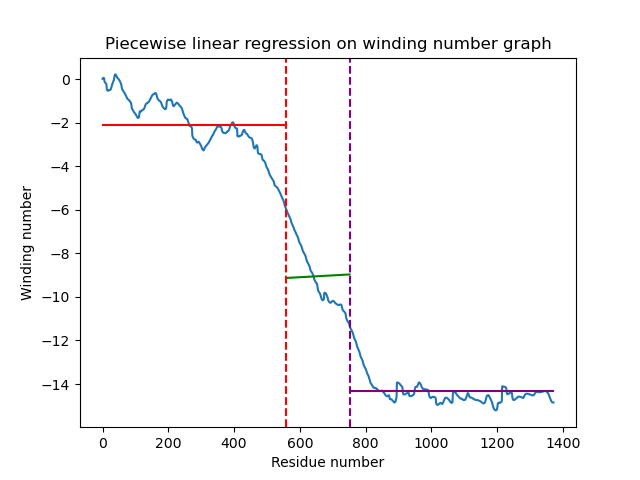 Piecewise linear regression on winding number graph
Winding number
0
−2
−4
−6
−8
−10
−12
−14
0 200 400 600 800 1000 1200 1400
Residue number